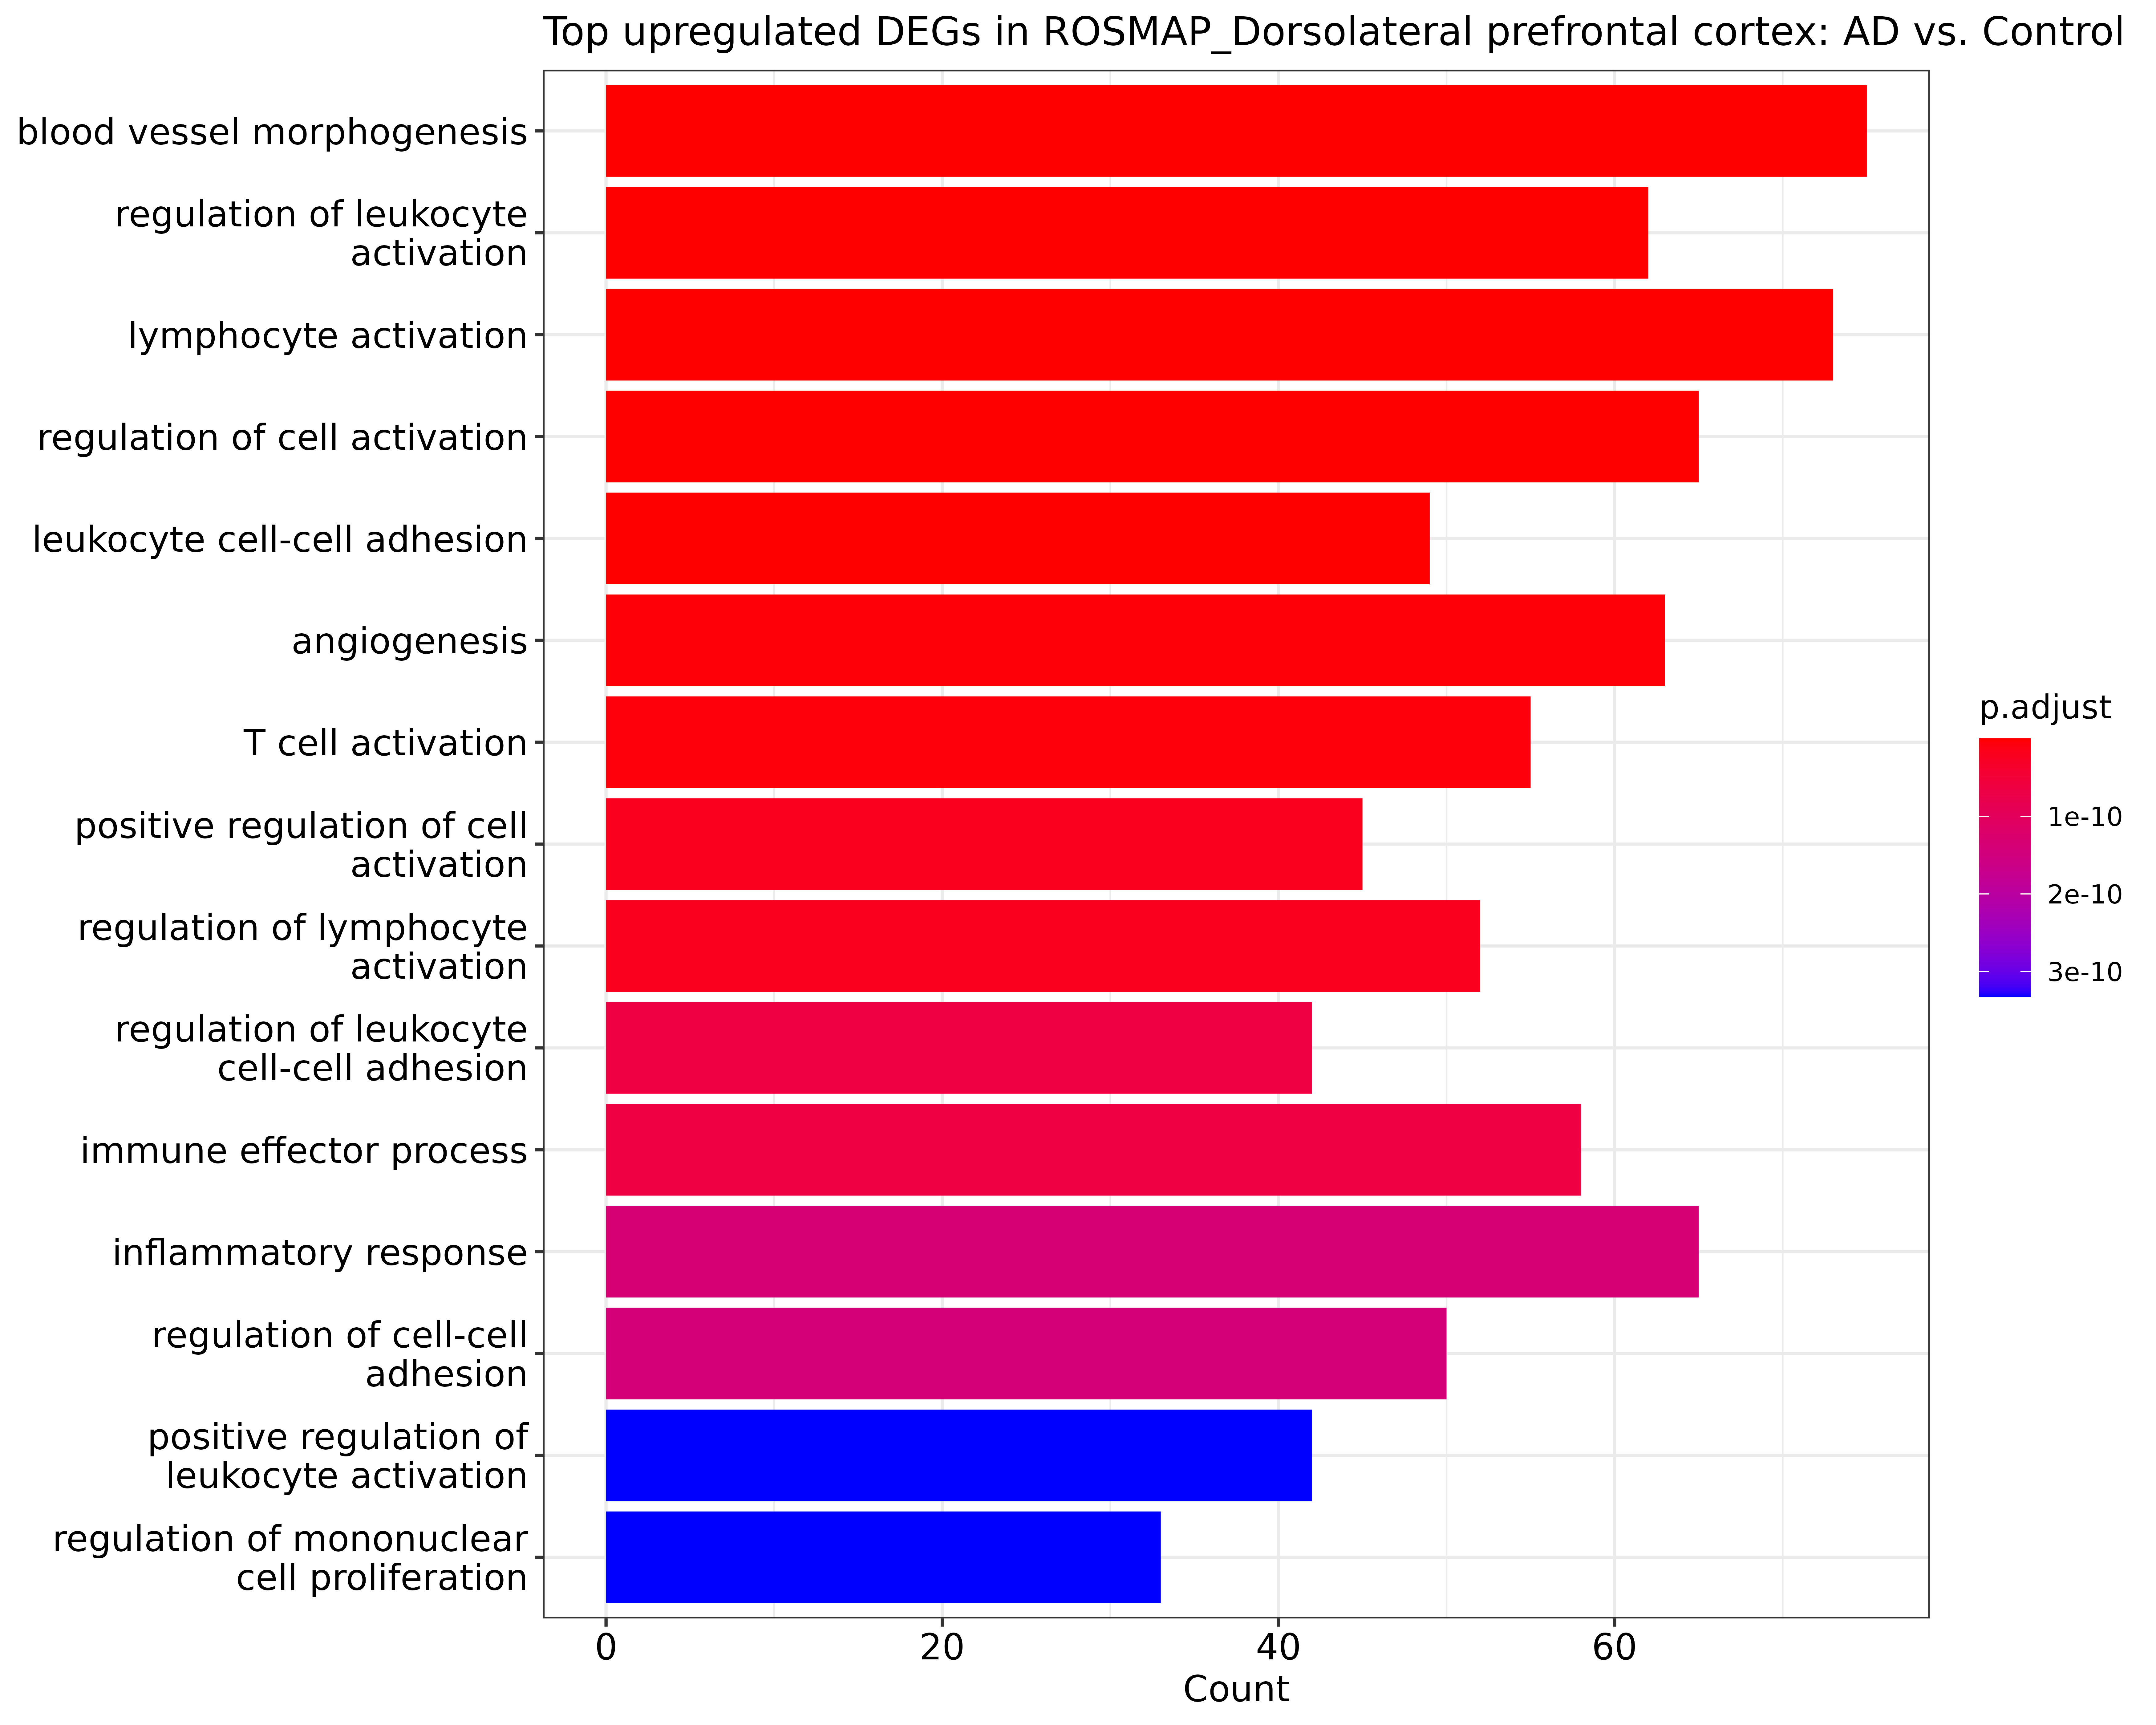 Top upregulated DEGs in ROSMAP_Dorsolateral prefrontal cortex: AD vs. Control
blood vessel morphogenesis
regulation of leukocyte
activation
lymphocyte activation
regulation of cell activation
leukocyte cell-cell adhesion
angiogenesis
T cell activation
positive regulation of cell
activation
regulation of lymphocyte
activation
regulation of leukocyte
cell-cell adhesion
immune effector process
inflammatory response
regulation of cell-cell
adhesion
positive regulation of
leukocyte activation
regulation of mononuclear
cell proliferation
0 20 40 60
Count
p.adjust
1e-10
2e-10
3e-10